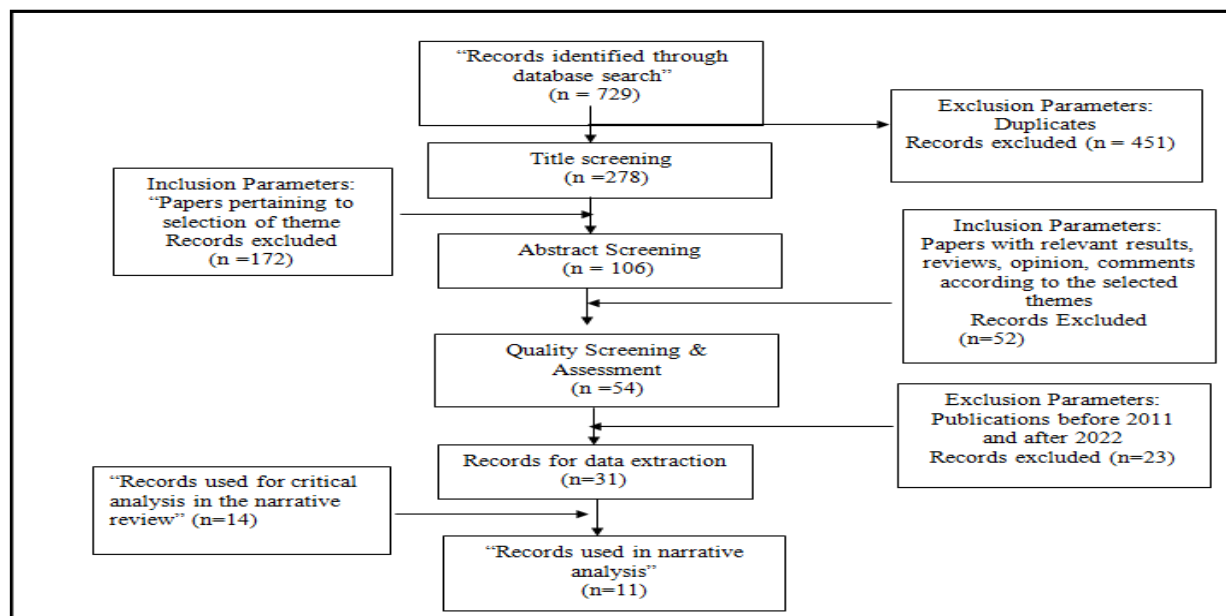 “Records identified through
database search”
(n = 729)
Exclusion Parameters:
Duplicates
Records excluded (n = 451)
Title screening
(n =278)
Inclusion Parameters:
“Papers pertaining to
selection of theme
Records excluded
(n =172)
Abstract Screening
(n = 106)
Inclusion Parameters:
Papers with relevant results,
reviews, opinion, comments
according to the selected
themes
Records Excluded
(n=52)
Quality Screening &
Assessment
(n =54)
Exclusion Parameters:
Publications before 2011
and after 2022
Records excluded (n=23)
Records for data extraction
(n=31)
“Records used for critical
analysis in the narrative
review” (n=14)
“Records used in narrative
analysis”
(n=11)